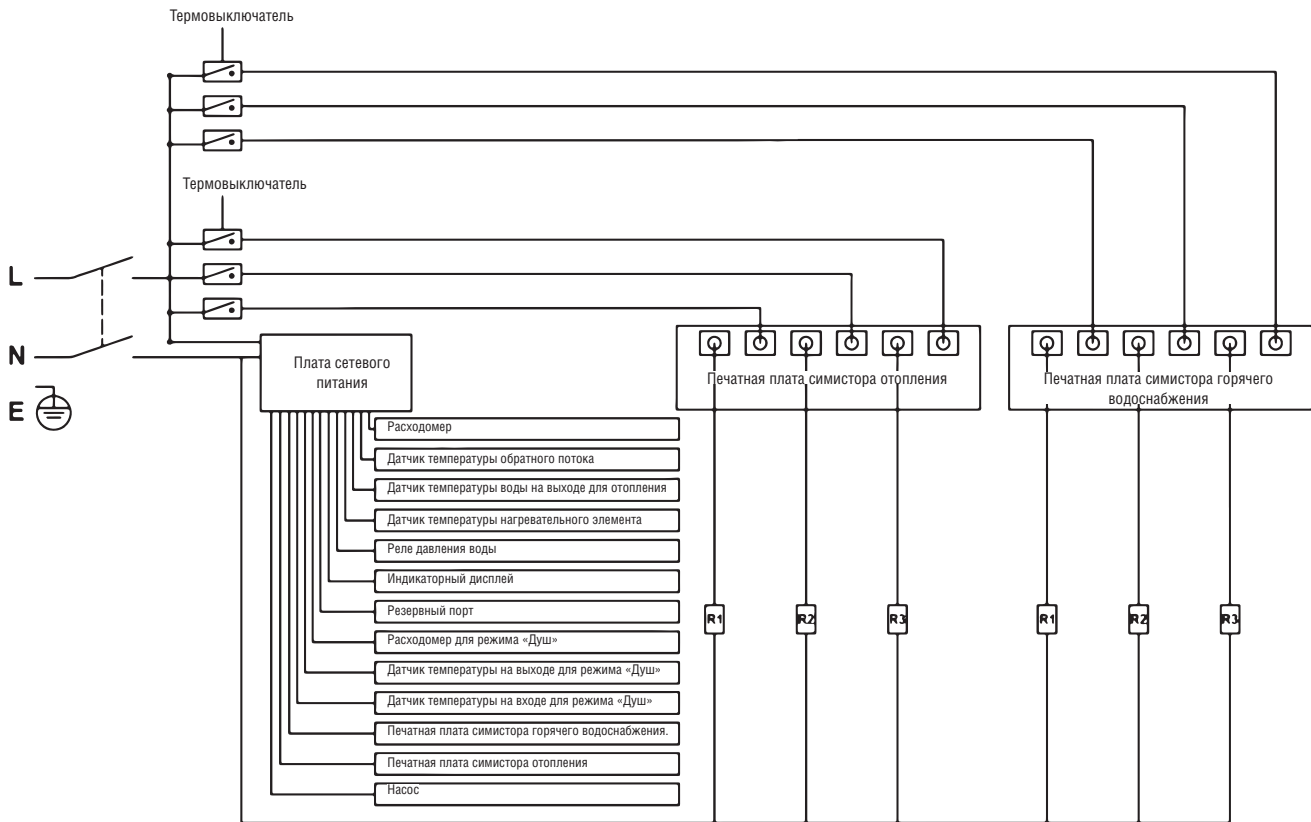 Термовыключатель
Термовыключатель
L
N
E
Плата сетевого
питания
Печатная плата симистора отопления
Печатная плата симистора горячего
водоснабжения
Расходомер
Датчик температуры обратного потока
Датчик температуры воды на выходе для отопления
Датчик температуры нагревательного элемента
Реле давления воды
Индикаторный дисплей
Резервный порт
Расходомер для режима «Душ»
Датчик температуры на выходе для режима «Душ»
Датчик температуры на входе для режима «Душ»
Печатная плата симистора горячего водоснабжения.
Печатная плата симистора отопления
Насос
R1
R2
R3
R1
R2
R3